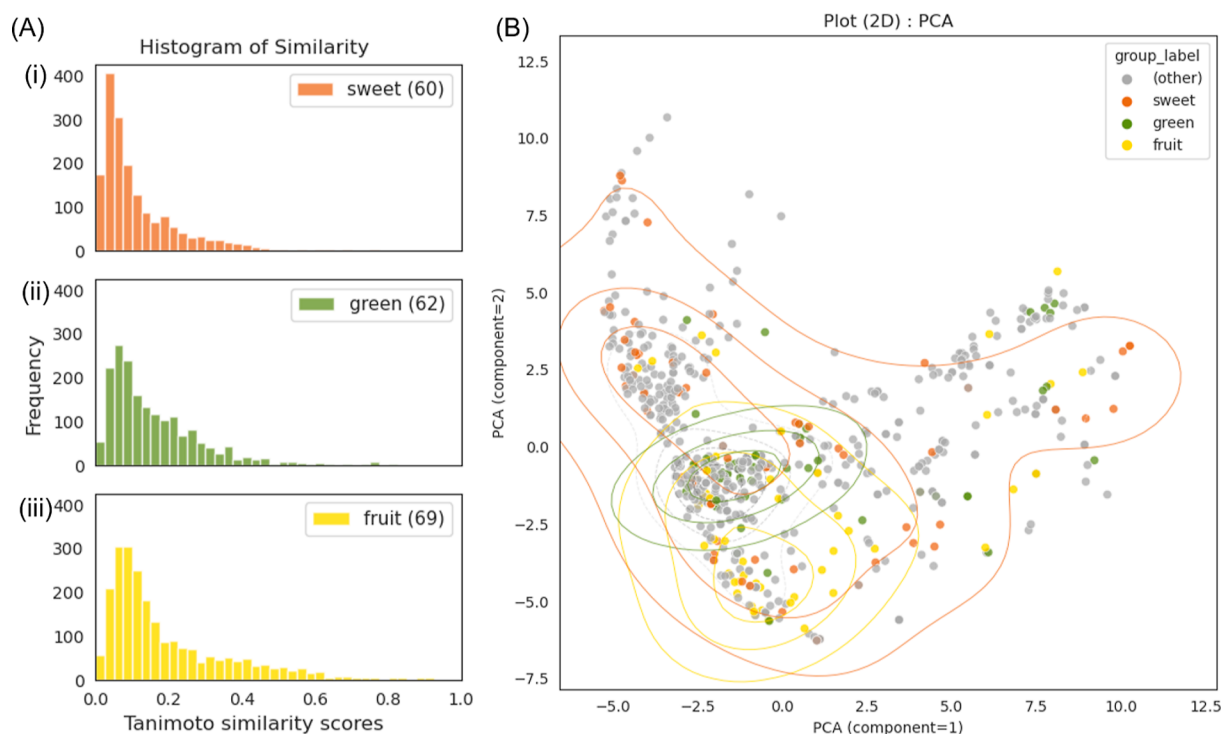 (A)
Histogram of Similarity
(i)
400
300
200
100
0
sweet (60)
(ii)
400
300
200
100
0
green (62)
Frequency
(iii)
400
300
200
100
0
fruit (69)
0.0 0.2 0.4 0.6 0.8 1.0
Tanimoto similarity scores
(B)
Plot (2D) : PCA
group_label
(other)
sweet
green
fruit
12.5
10.0
7.5
5.0
2.5
0.0
−2.5
−5.0
−7.5
PCA (component=2)
−5.0 −2.5 0.0 2.5 5.0 7.5 10.0 12.5
PCA (component=1)